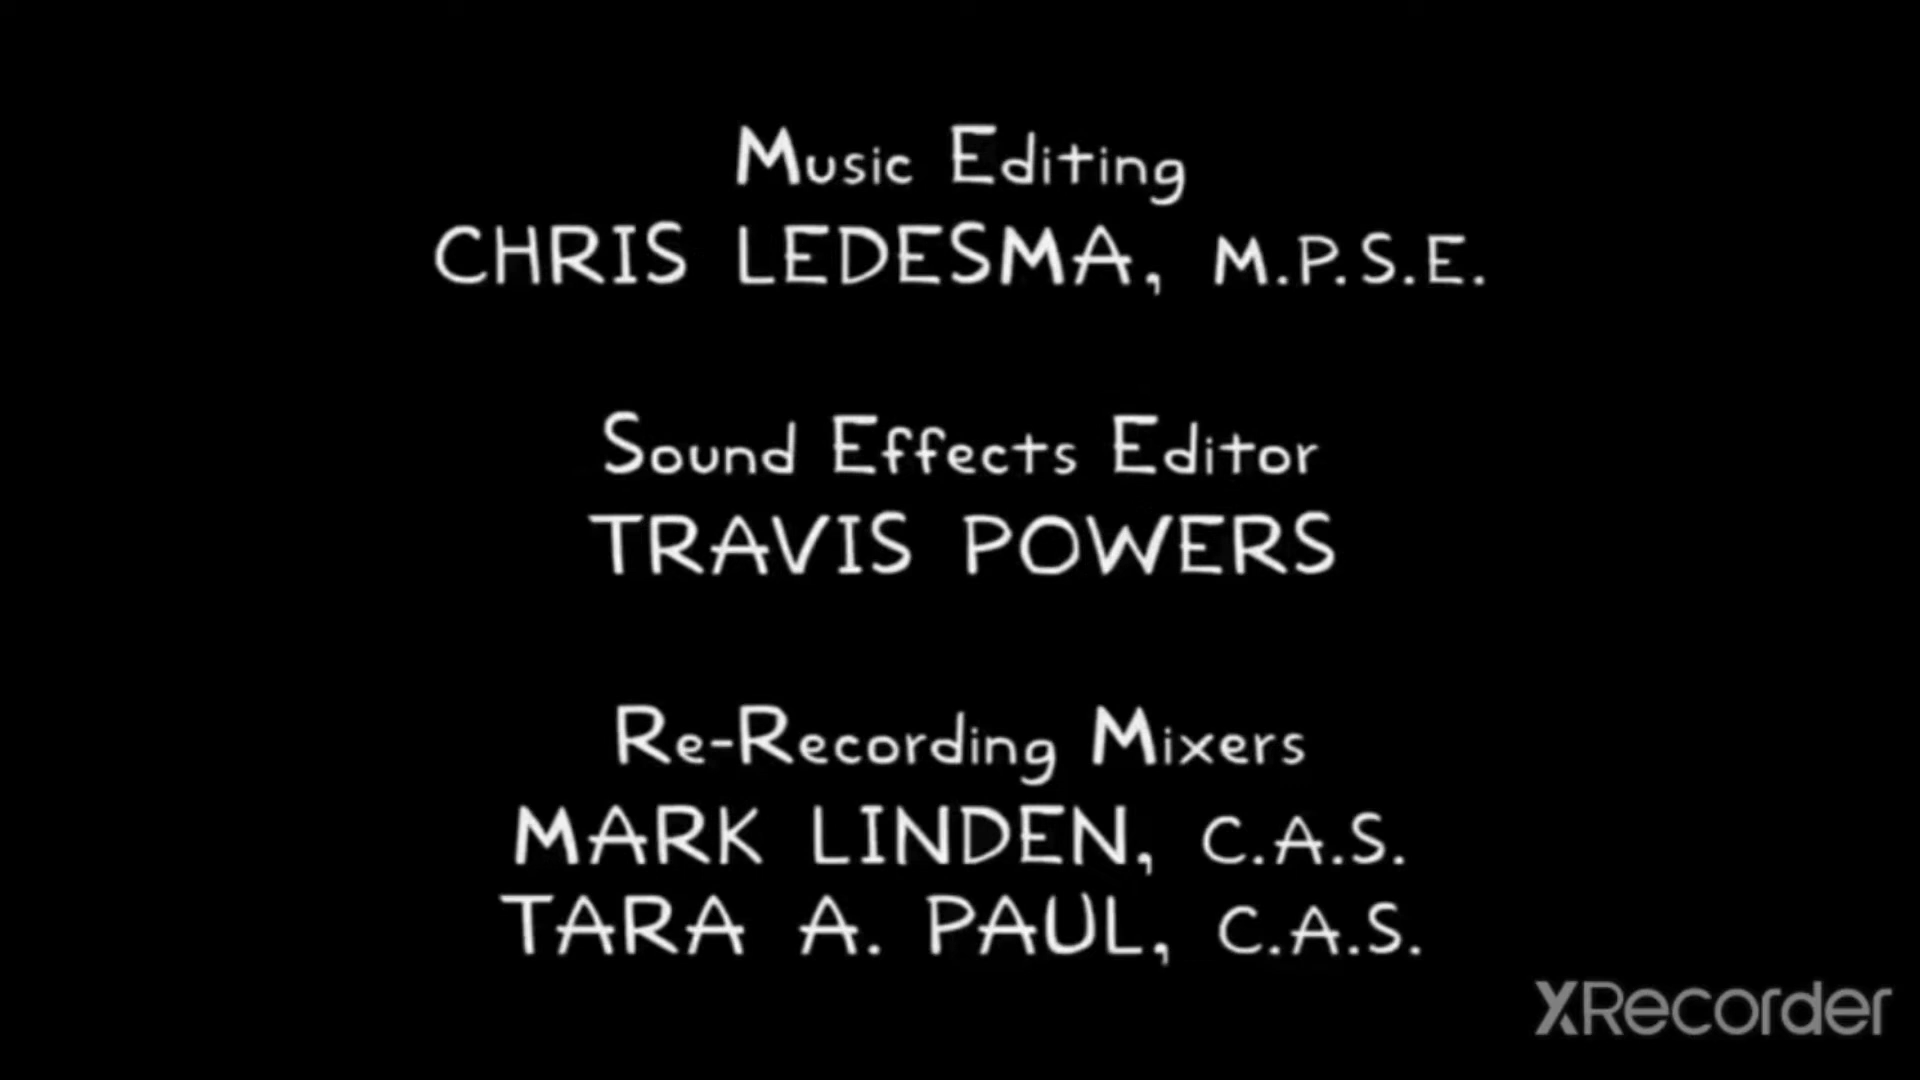 Music Editing
CHRIS LEDESMA, M.P.S.E.
Sound Effects Editor
TRAVIS POWERS
Re-Recording Mixers
MARK LINDEN, C.A.S.
TARA A. PAUL, C.A.S.
XRecorder